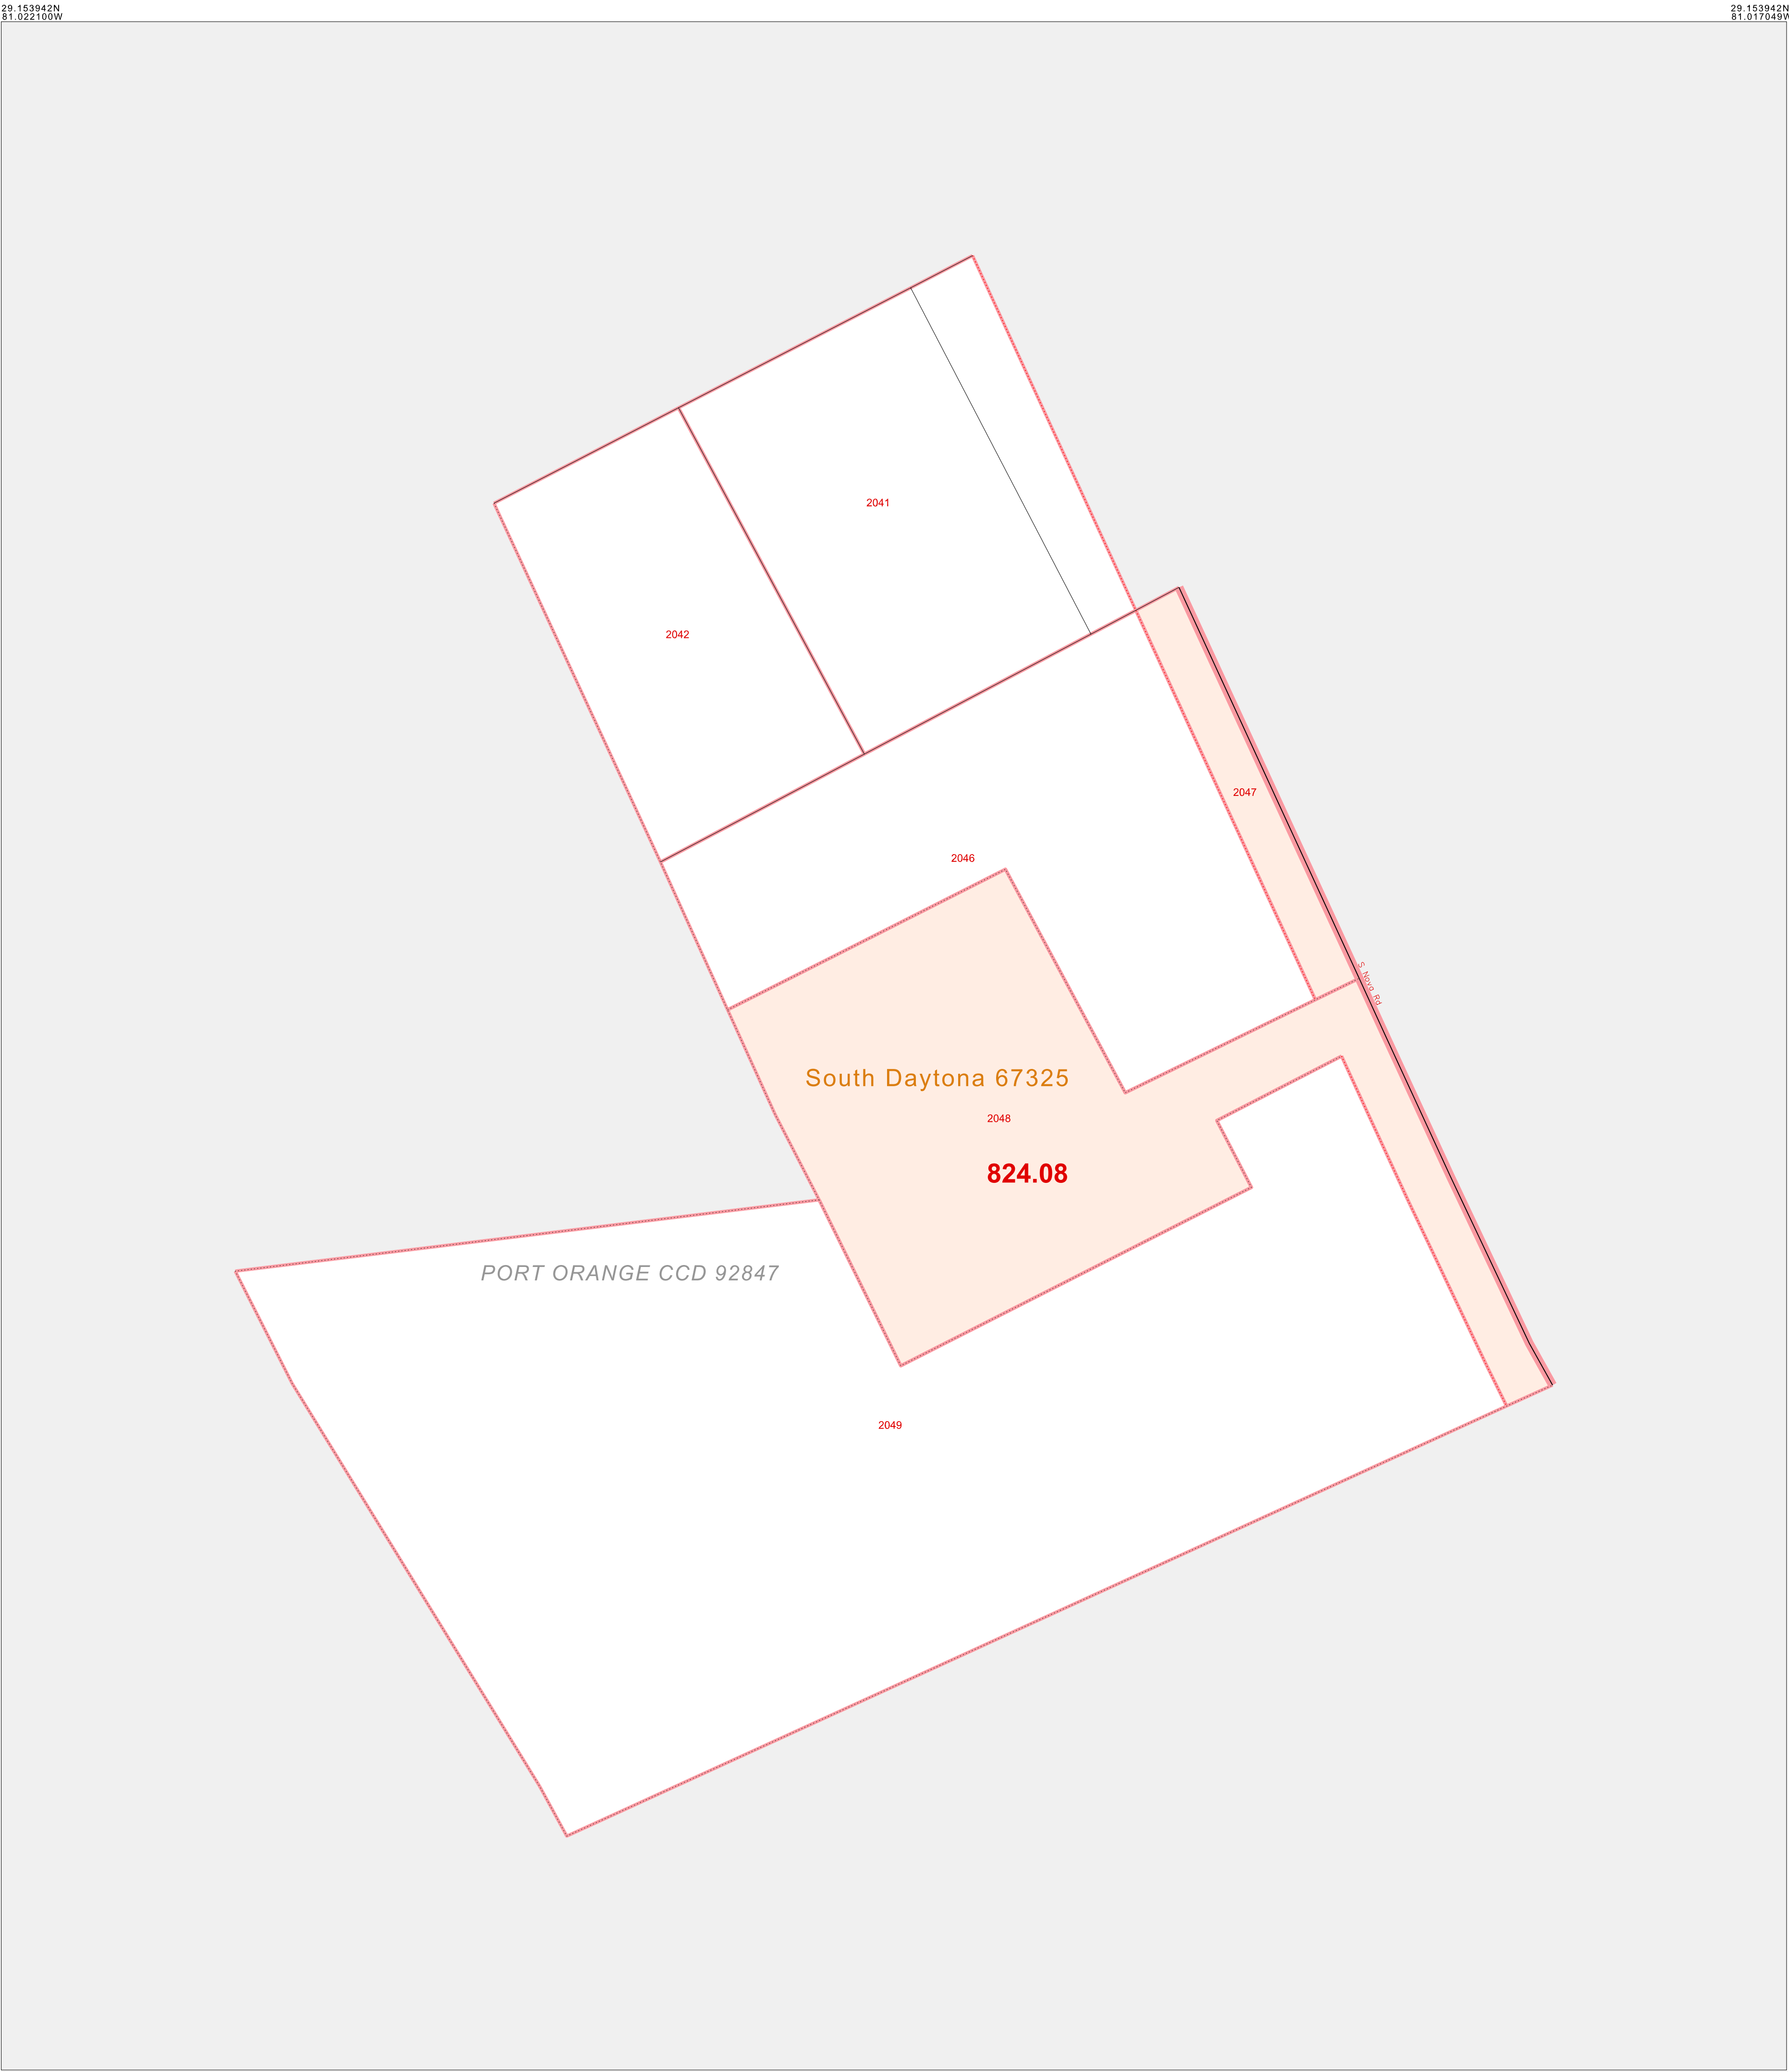 29.153942N
81.022100W
29.153942N
81.017049W
2041
2042
2047
2046
S Nova Rd
South Daytona 67325
2048
824.08
PORT ORANGE CCD 92847
2049